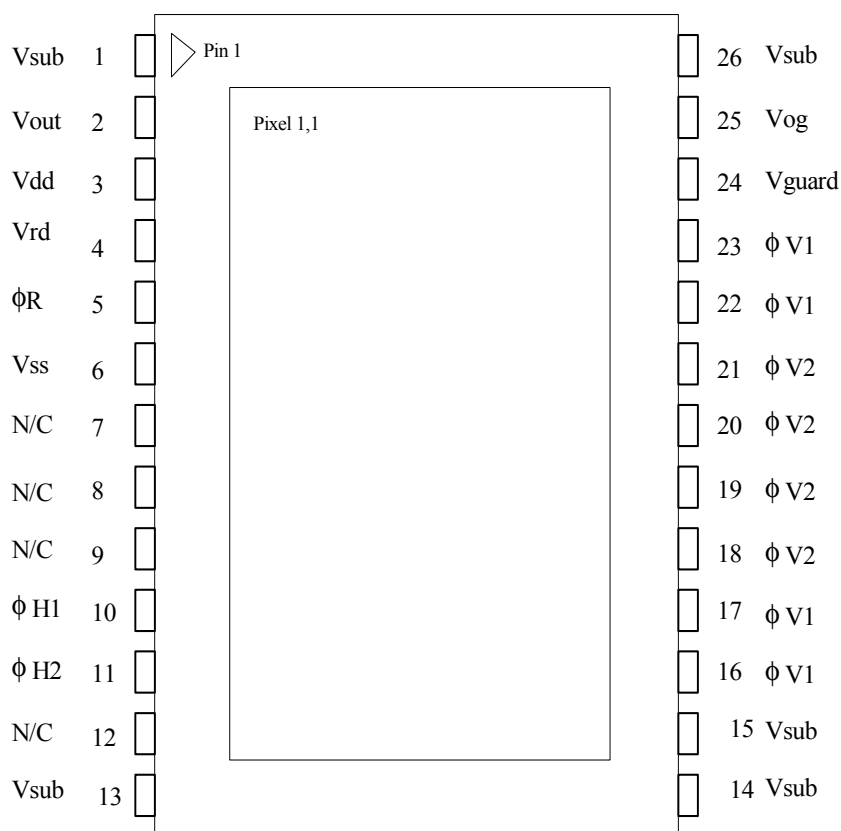 Vsub 1 Pin 1 26 Vsub
Vout 2 Pixel 1,1 25 Vog
Vdd 3 24 Vguard
Vrd 4 23 ϕ V1
ϕR 5 22 ϕ V1
Vss 6 21 ϕ V2
N/C 7 20 ϕ V2
N/C 8 19 ϕ V2
N/C 9 18 ϕ V2
ϕ H1 10 17 ϕ V1
ϕ H2 11 16 ϕ V1
N/C 12 15 Vsub
Vsub 13 14 Vsub